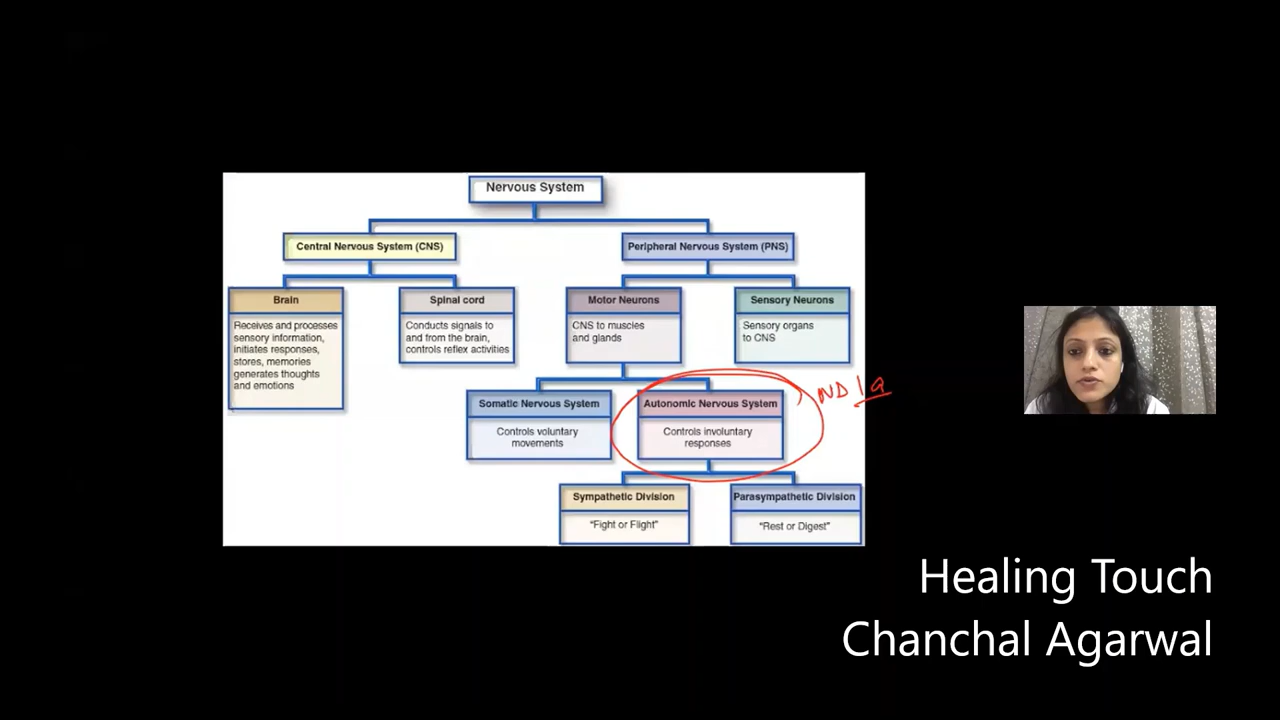 Nervous System
Central Nervous System (CNS)
Peripheral Nervous System (PNS)
Brain
Receives and processes
sensory information,
initiates responses,
stores, memories
generates thoughts
and emotions
Spinal cord
Conducts signals to
and from the brain,
controls reflex activities
Motor Neurons
CNS to muscles
and glands
Sensory Neurons
Sensory organs
to CNS
Somatic Nervous System
Controls voluntary
movements
Autonomic Nervous System
Controls involuntary
responses
Sympathetic Division
“Fight or Flight”
Parasympathetic Division
“Rest or Digest”
Healing Touch
Chanchal Agarwal